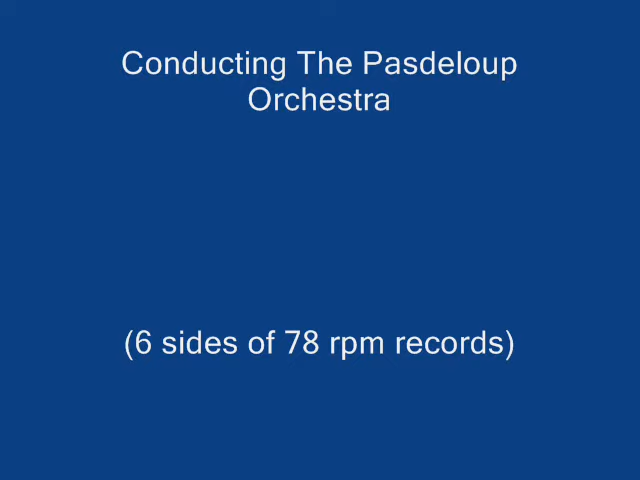 Conducting The Pasdeloup
Orchestra
(6 sides of 78 rpm records)